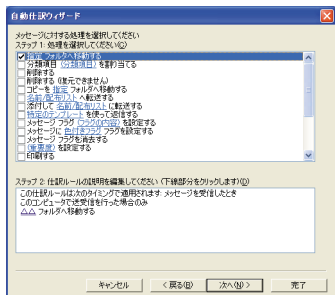 自動仕訳ウィザード
メッセージに対する処理を選択してください
ステップ 1: 処理を選択してください(C)
指定 フォルダへ移動する
分類項目 (分類項目) を割り当てる
削除する
削除する (復元できません)
コピーを 指定 フォルダへ移動する
名前/配布リスト へ転送する
添付して 名前/配布リスト に転送する
特定のテンプレート を使って返信する
メッセージ フラグ (フラグの内容) を設定する
メッセージに 色付きフラグ フラグを設定する
メッセージ フラグを消去する
(重要度) を設定する
印刷する
ステップ 2: 仕訳ルールの説明を編集してください (下線部分をクリックします)(D)
この仕訳ルールは次のタイミングで適用されます: メッセージを受信したとき
このコンピュータで送受信を行った場合のみ
△△ フォルダへ移動する
キャンセル
< 戻る(B)
次へ(N) >
完了